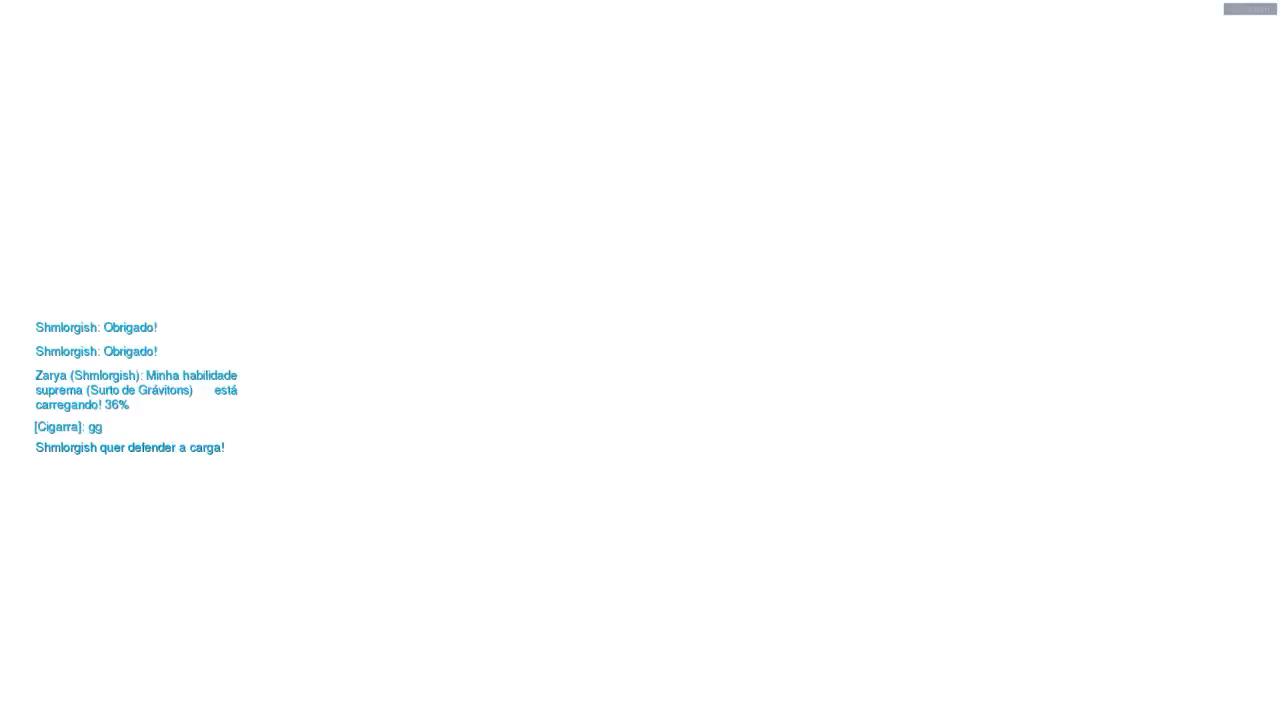 Shmlorgish: Obrigado!
Shmlorgish: Obrigado!
Zarya (Shmlorgish): Minha habilidade
suprema (Surto de Grávitons) está
carregando! 36%
[Cigarra]: gg
Shmlorgish quer defender a carga!